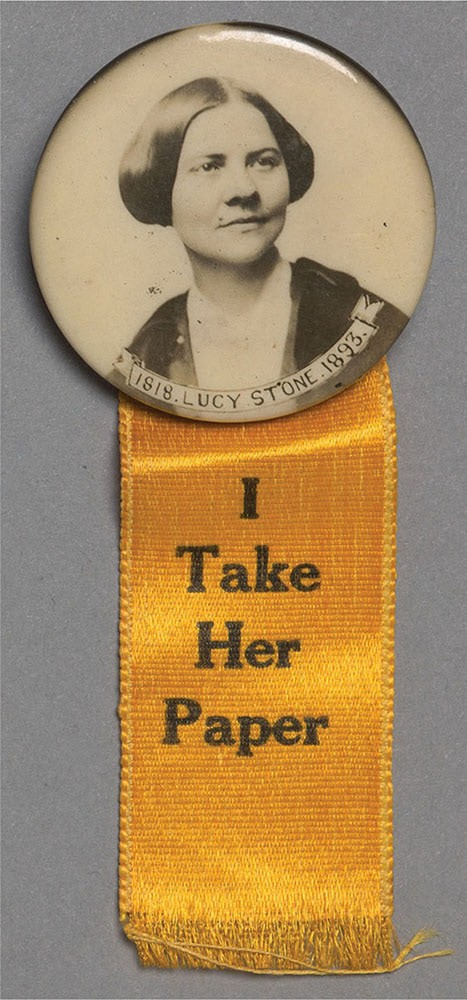 1818. LUCY STONE. 1893.
I
Take
Her
Paper